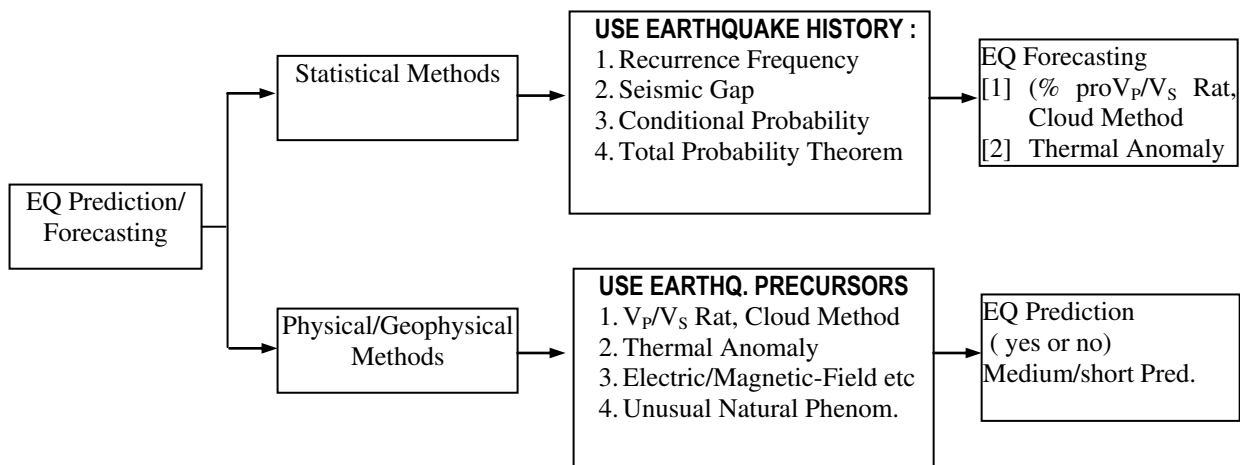 EQ Prediction/
Forecasting
Statistical Methods
USE EARTHQUAKE HISTORY :
1. Recurrence Frequency
2. Seismic Gap
3. Conditional Probability
4. Total Probability Theorem
EQ Forecasting
[1] (% proVP/VS Rat,
Cloud Method
[2] Thermal Anomaly
Physical/Geophysical
Methods
USE EARTHQ. PRECURSORS
1. VP/VS Rat, Cloud Method
2. Thermal Anomaly
3. Electric/Magnetic-Field etc
4. Unusual Natural Phenom.
EQ Prediction
( yes or no)
Medium/short Pred.